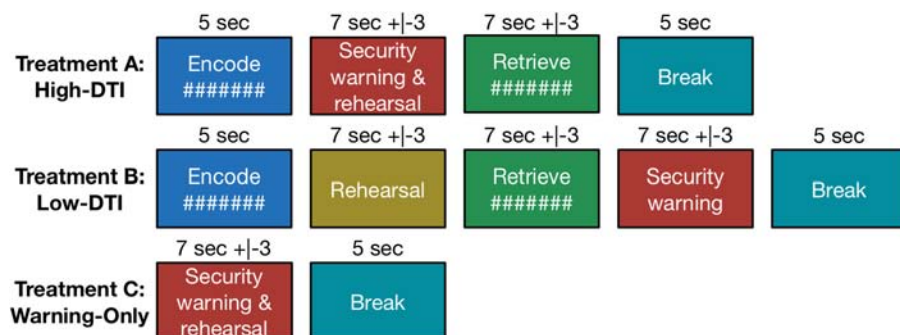 5 sec 7 sec +|-3 7 sec +|-3 5 sec
Treatment A:
High-DTI
Encode
#######
Security
warning &
rehearsal
Retrieve
#######
Break
5 sec 7 sec +|-3 7 sec +|-3 7 sec +|-3 5 sec
Treatment B:
Low-DTI
Encode
#######
Rehearsal
Retrieve
#######
Security
warning
Break
7 sec +|-3 5 sec
Treatment C:
Warning-Only
Security
warning &
rehearsal
Break